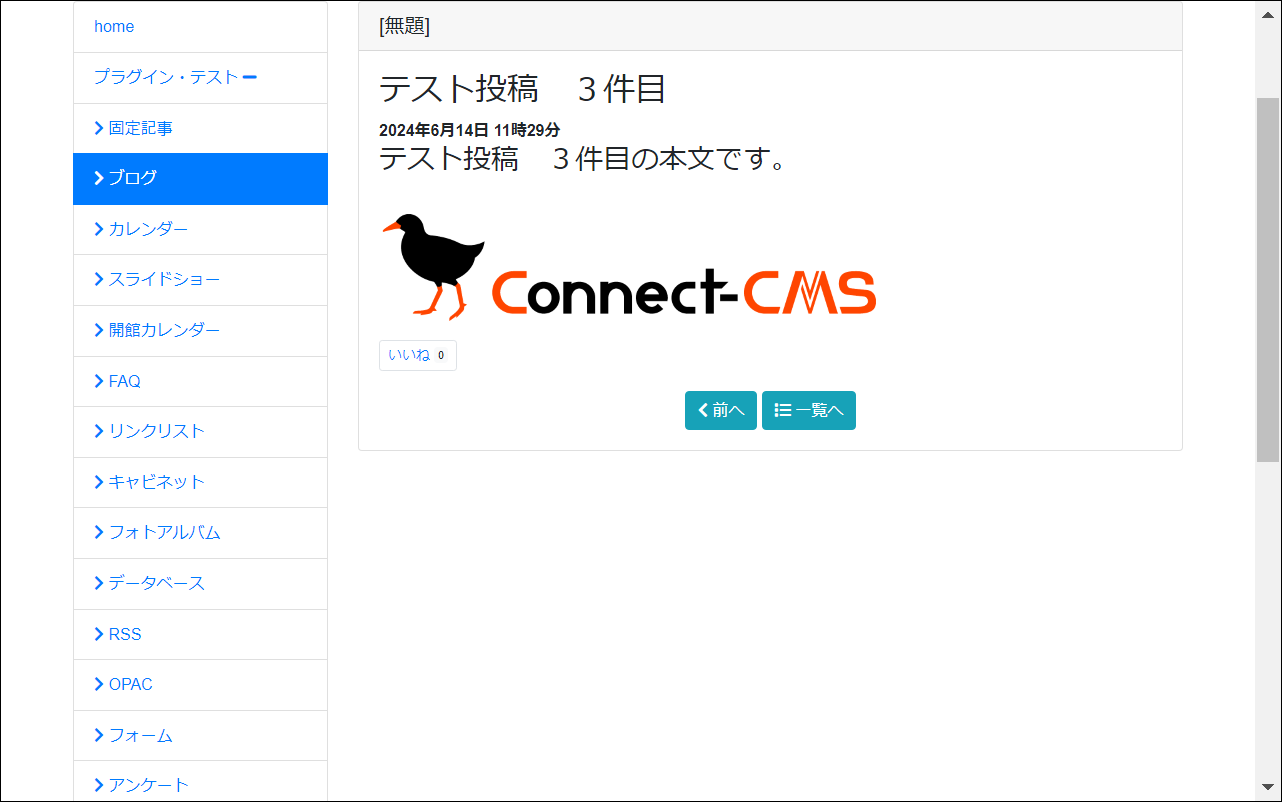 home
プラグイン・テスト
固定記事
ブログ
カレンダー
スライドショー
開館カレンダー
FAQ
リンクリスト
キャビネット
フォトアルバム
データベース
RSS
OPAC
フォーム
アンケート
[無題]
テスト投稿　３件目
2024年6月14日 11時29分
テスト投稿　３件目の本文です。
Connect-CMS
いいね 0
前へ 一覧へ